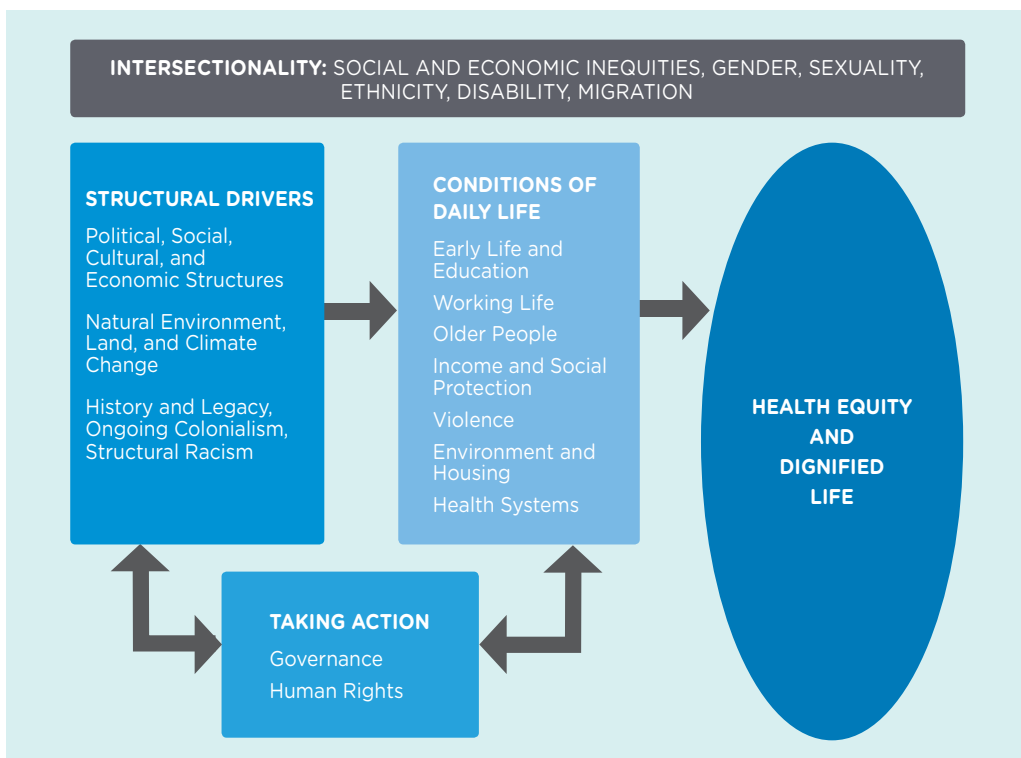 INTERSECTIONALITY: SOCIAL AND ECONOMIC INEQUITIES, GENDER, SEXUALITY,
ETHNICITY, DISABILITY, MIGRATION
STRUCTURAL DRIVERS
Political, Social,
Cultural, and
Economic Structures
Natural Environment,
Land, and Climate
Change
History and Legacy,
Ongoing Colonialism,
Structural Racism
CONDITIONS OF
DAILY LIFE
Early Life and
Education
Working Life
Older People
Income and Social
Protection
Violence
Environment and
Housing
Health Systems
HEALTH EQUITY
AND
DIGNIFIED
LIFE
TAKING ACTION
Governance
Human Rights